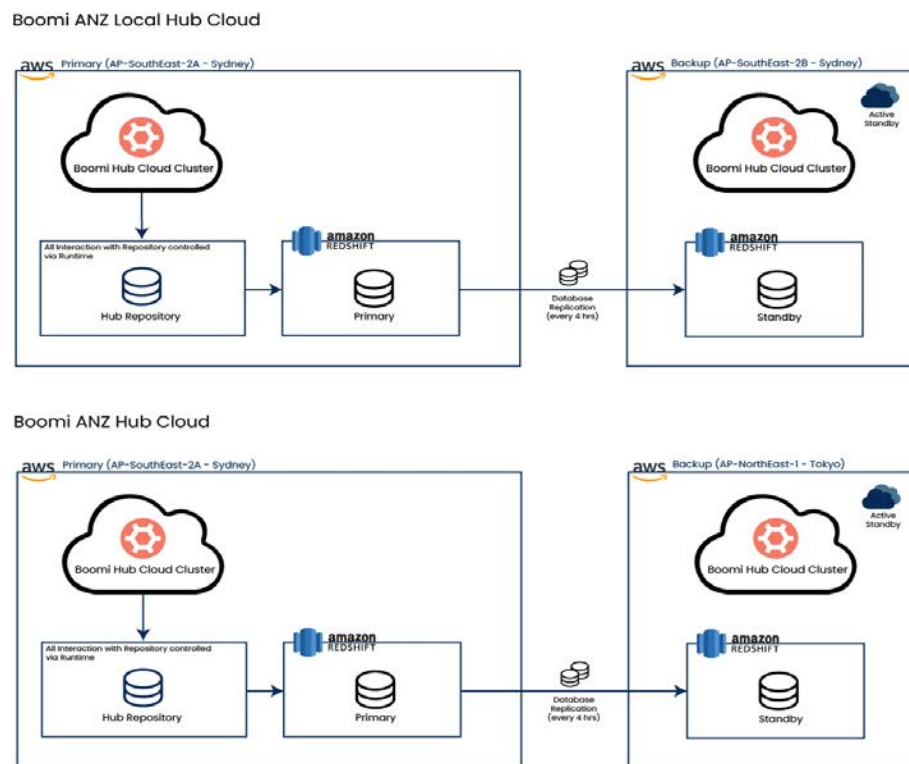 Boomi ANZ Local Hub Cloud
aws Primary (AP-SouthEast-2A - Sydney)
aws Backup (AP-SouthEast-2B - Sydney)
Boomi Hub Cloud Cluster
Boomi Hub Cloud Cluster
Active
Standby
All Interaction with Repository controlled
via Runtime
Hub Repository
amazon
REDSHIFT
Primary
Database
Replication
(every 4 hrs)
amazon
REDSHIFT
Standby
Boomi ANZ Hub Cloud
aws Primary (AP-SouthEast-2A - Sydney)
aws Backup (AP-NorthEast-1 - Tokyo)
Boomi Hub Cloud Cluster
Boomi Hub Cloud Cluster
Active
Standby
All Interaction with Repository controlled
via Runtime
Hub Repository
amazon
REDSHIFT
Primary
Database
Replication
(every 4 hrs)
amazon
REDSHIFT
Standby